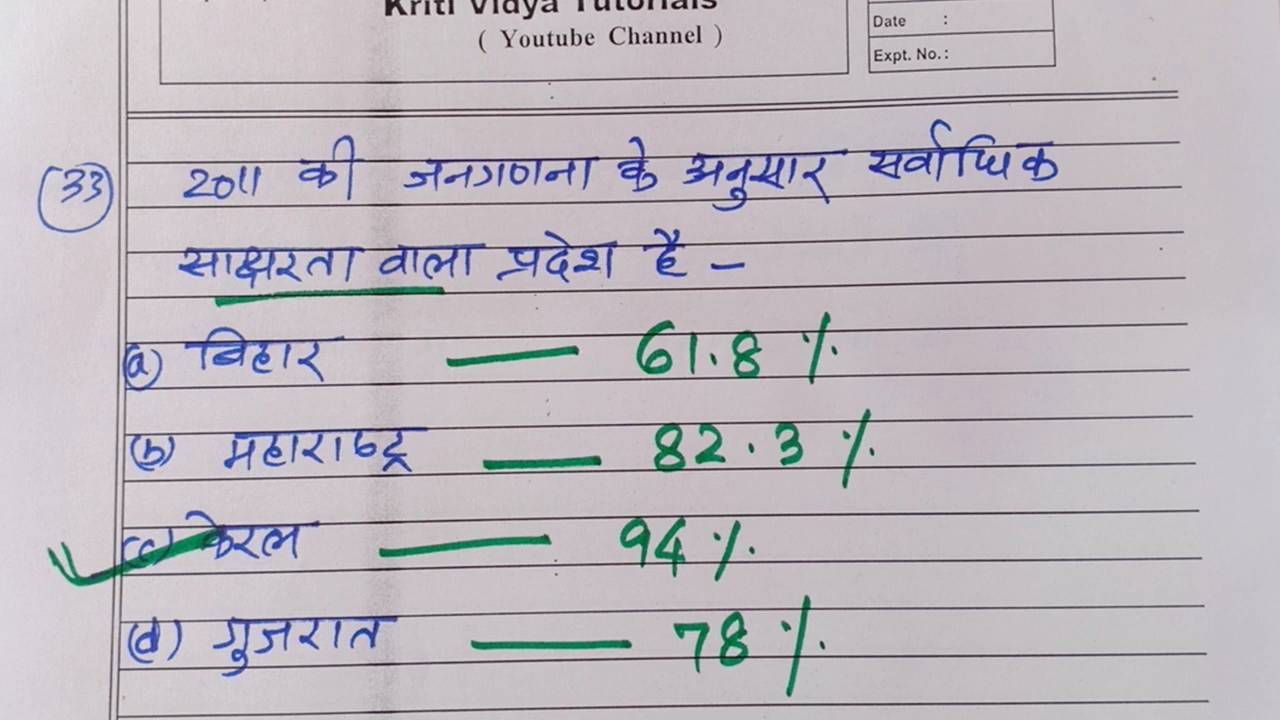 Kriti Vidya Tutorials
( Youtube Channel )
Date :
Expt. No. :
(33) 2011 की जनगणना के अनुसार सर्वाधिक
साक्षरता वाला प्रदेश है -
(a) बिहार — 61.8 %
(b) महाराष्ट्र — 82.3 %
(c) केरल — 94 %
(d) गुजरात — 78 %